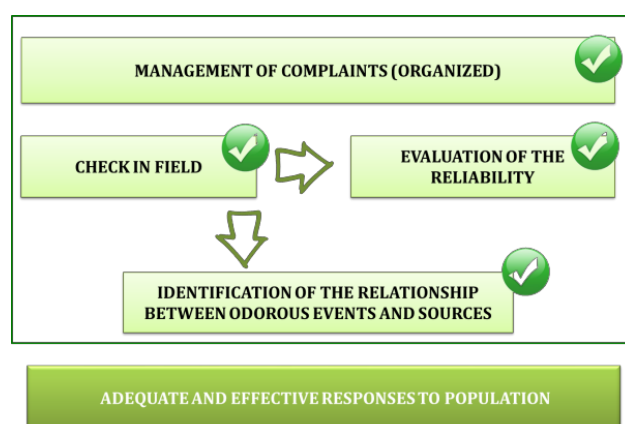 MANAGEMENT OF COMPLAINTS (ORGANIZED)
CHECK IN FIELD
EVALUATION OF THE
RELIABILITY
IDENTIFICATION OF THE RELATIONSHIP
BETWEEN ODOROUS EVENTS AND SOURCES
ADEQUATE AND EFFECTIVE RESPONSES TO POPULATION